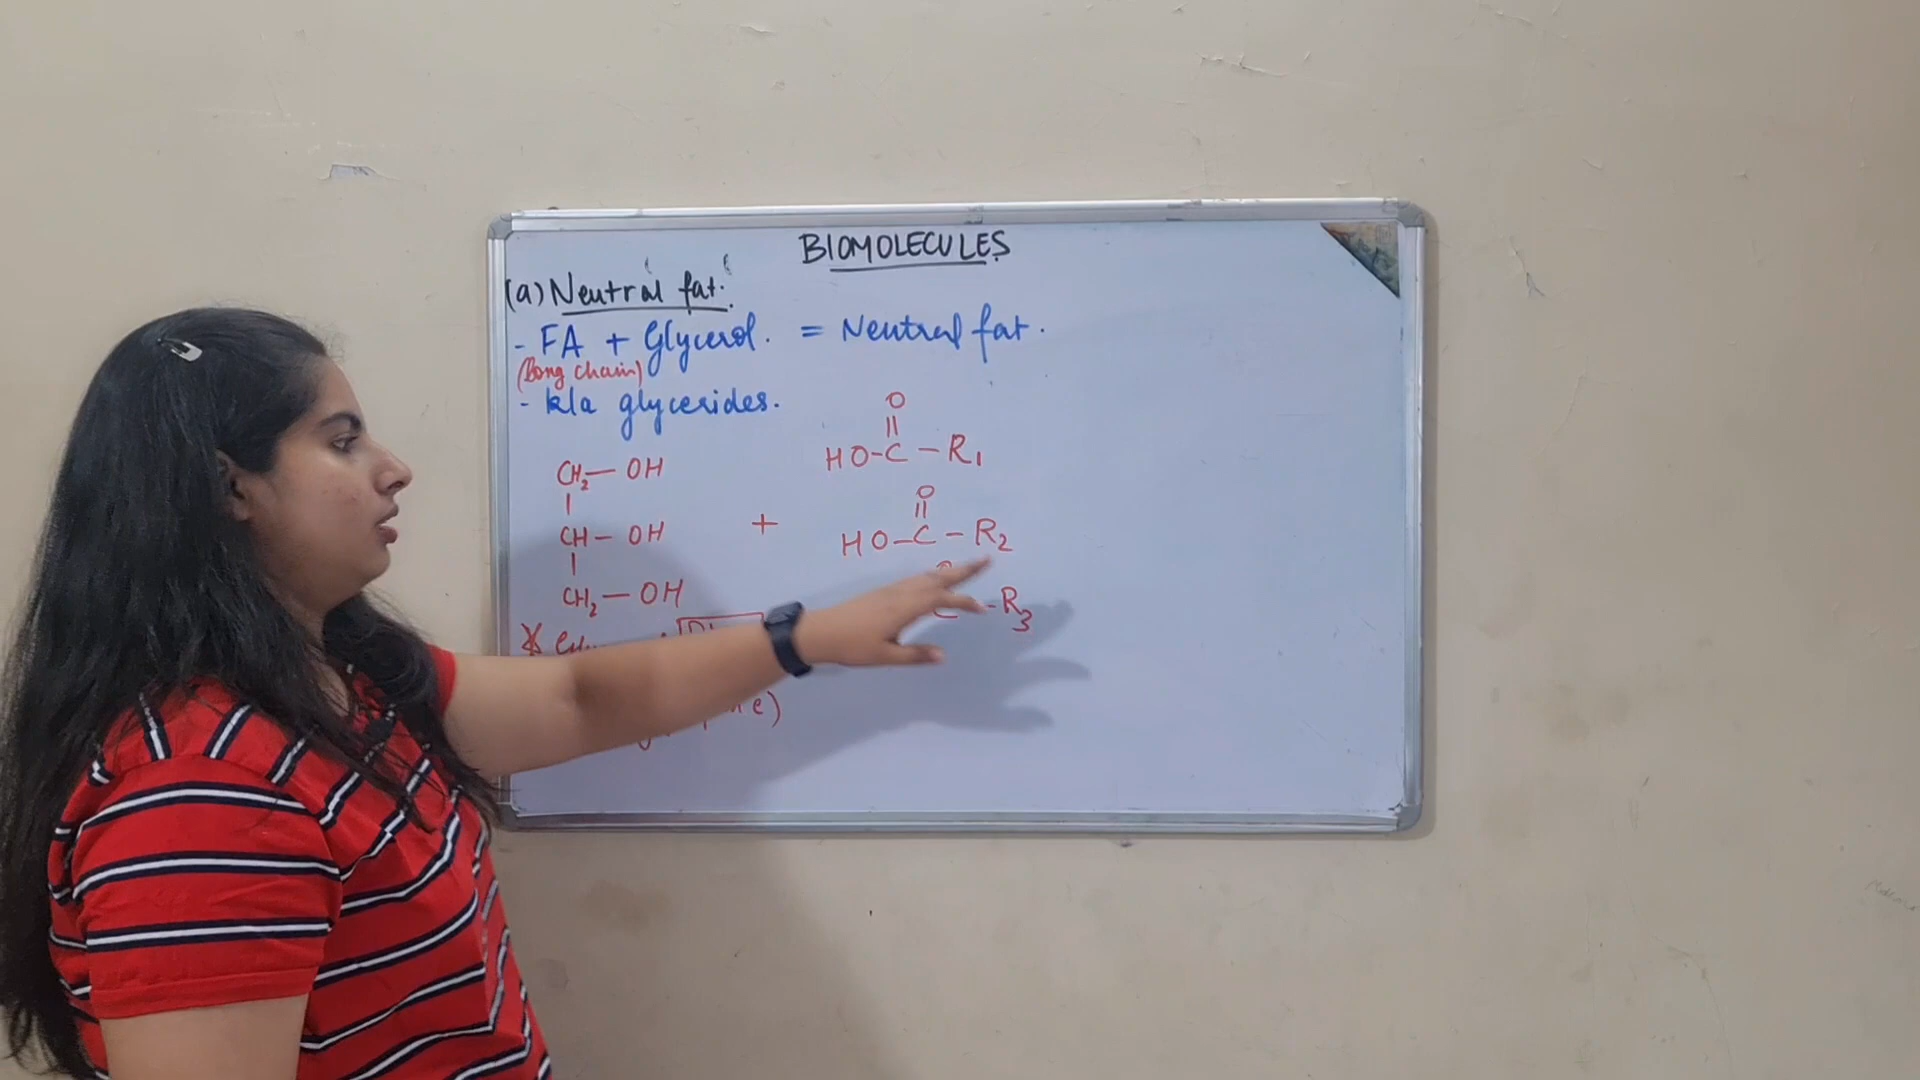 BIOMOLECULES
(a) Neutral fat.
- FA + Glycerol. = Neutral fat.
(long chain)
- k/a glycerides.
O
||
HO-C-R1
CH2-OH
|
O
||
CH-OH + HO-C-R2
|
CH2-OH
C-R3